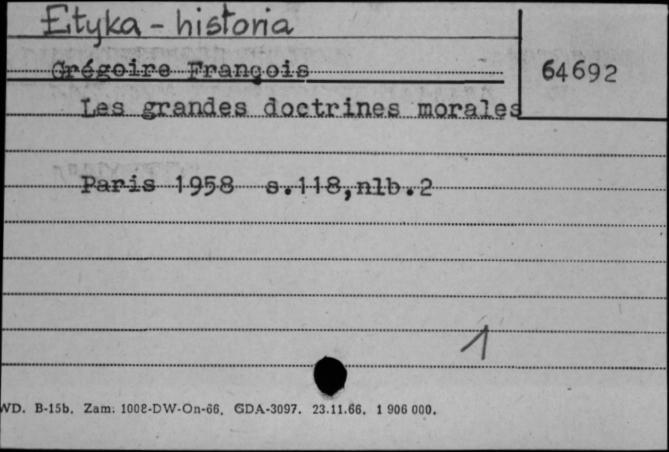 Etyka - historia
Grégoire François
64692
Les grandes doctrines morales
Paris 1958 s.118,nlb.2
1
WD. B-15b. Zam. 1008-DW-On-66. GDA-3097. 23.11.66. 1 906 000.